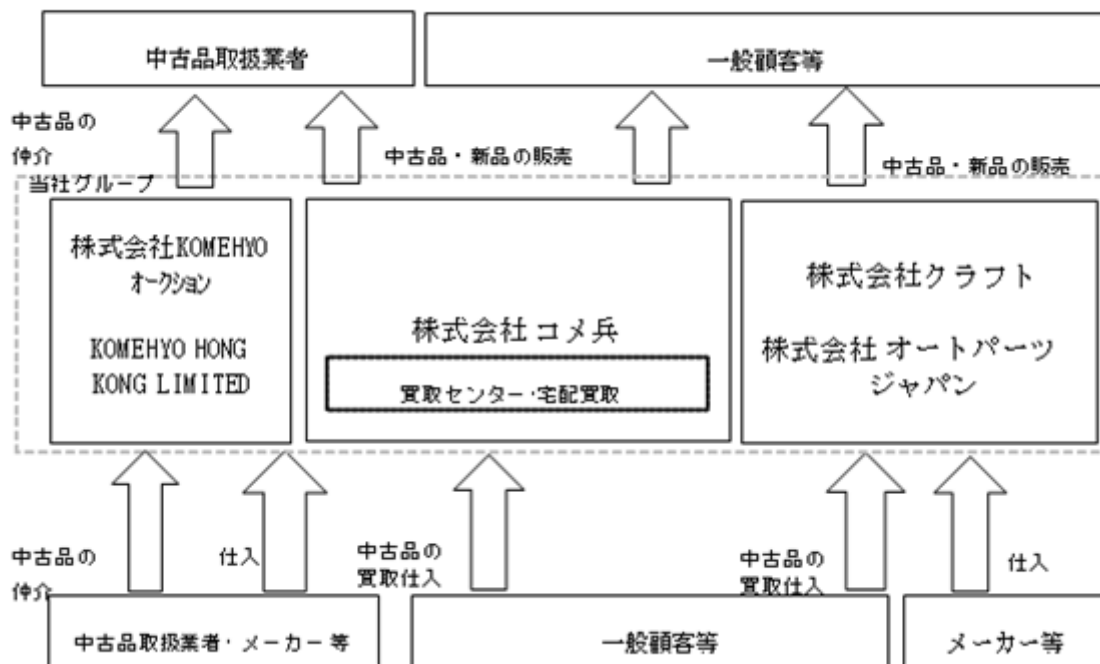 中古品取扱業者
一般顧客等
中古品の
仲介
中古品・新品の販売
中古品・新品の販売
当社グループ
株式会社KOMEHYO
オークション
KOMEHYO HONG
KONG LIMITED
株式会社 コメ兵
買取センター・宅配買取
株式会社クラフト
株式会社 オートパーツ
ジャパン
中古品の
仲介
仕入
中古品の
買取仕入
中古品の
買取仕入
仕入
中古品取扱業者・メーカー等
一般顧客等
メーカー等